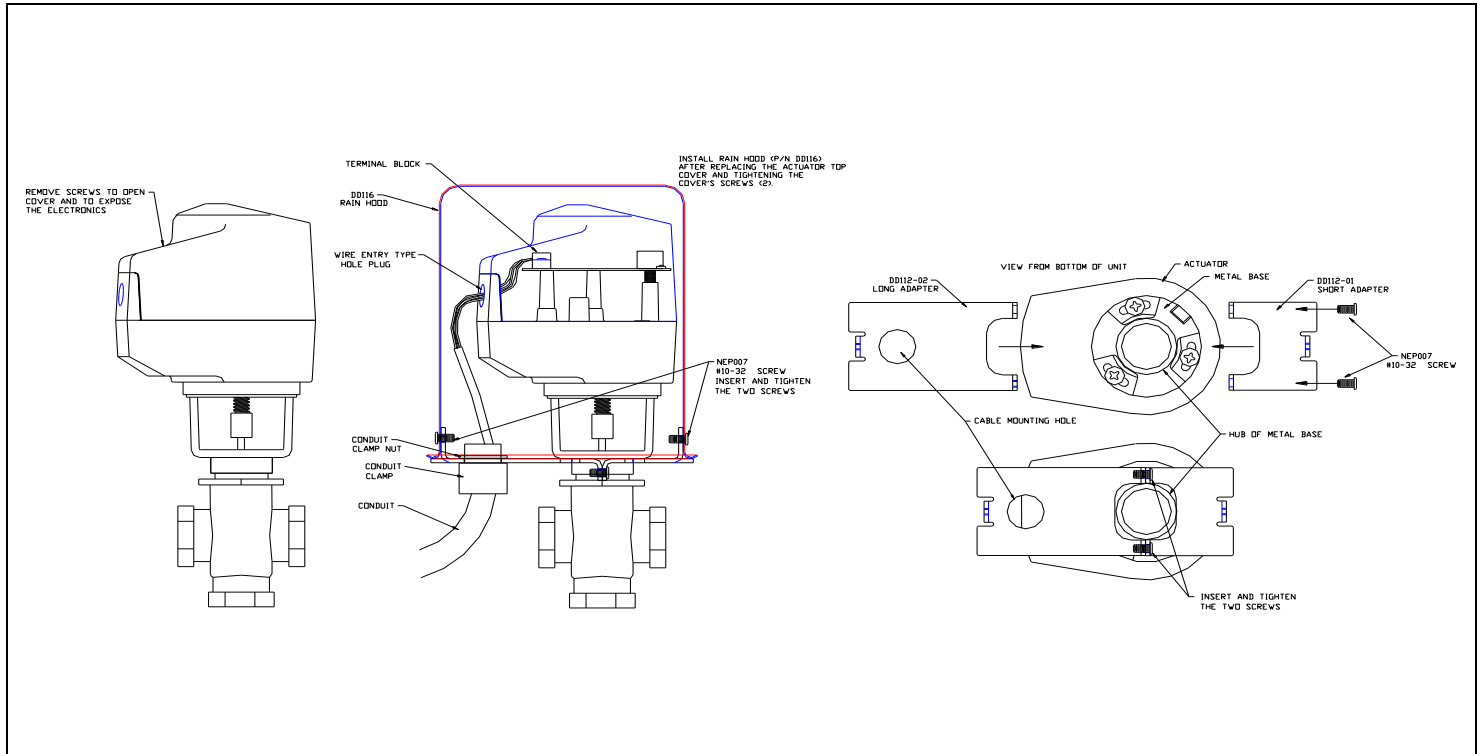 REMOVE SCREWS TO OPEN
COVER AND TO EXPOSE
THE ELECTRONICS
TERMINAL BLOCK
DD116
RAIN HOOD
WIRE ENTRY TYPE
HOLE PLUG
INSTALL RAIN HOOD (P/N DD116)
AFTER REPLACING THE ACTUATOR TOP
COVER AND TIGHTENING THE
COVER'S SCREWS (2).
NEP007
#10-32 SCREW
INSERT AND TIGHTEN
THE TWO SCREWS
CONDUIT
CLAMP NUT
CONDUIT
CLAMP
CONDUIT
VIEW FROM BOTTOM OF UNIT
ACTUATOR
METAL BASE
DD112-02
LONG ADAPTER
DD112-01
SHORT ADAPTER
NEP007
#10-32 SCREW
CABLE MOUNTING HOLE
HUB OF METAL BASE
INSERT AND TIGHTEN
THE TWO SCREWS